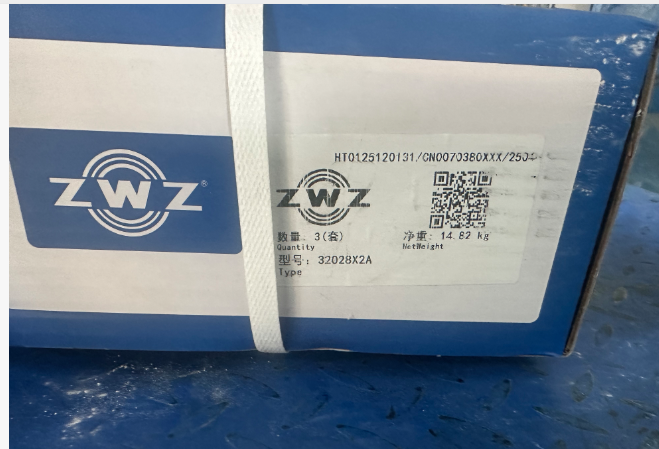 HT0125120131/CN00703B0XXX/2504
ZWZ®
ZWZ
数量: 3(套)
Quantity
净重: 14.82 kg
NetWeight
型号: 32028X2A
Type